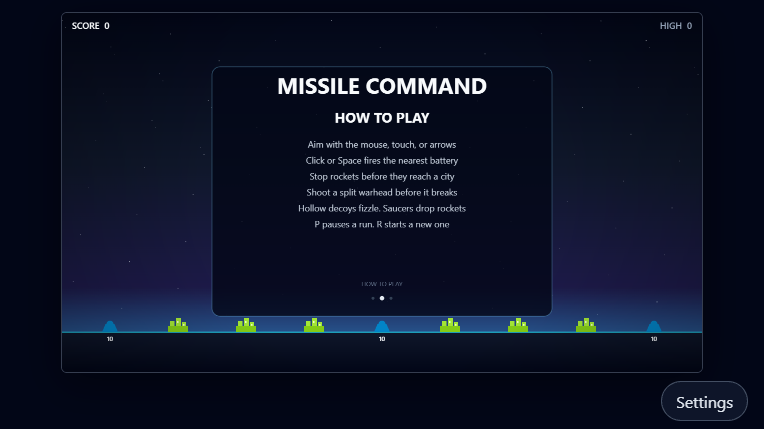 SCORE 0
HIGH 0
MISSILE COMMAND
HOW TO PLAY
Aim with the mouse, touch, or arrows
Click or Space fires the nearest battery
Stop rockets before they reach a city
Shoot a split warhead before it breaks
Hollow decoys fizzle. Saucers drop rockets
P pauses a run. R starts a new one
HOW TO PLAY
10
10
10
Settings